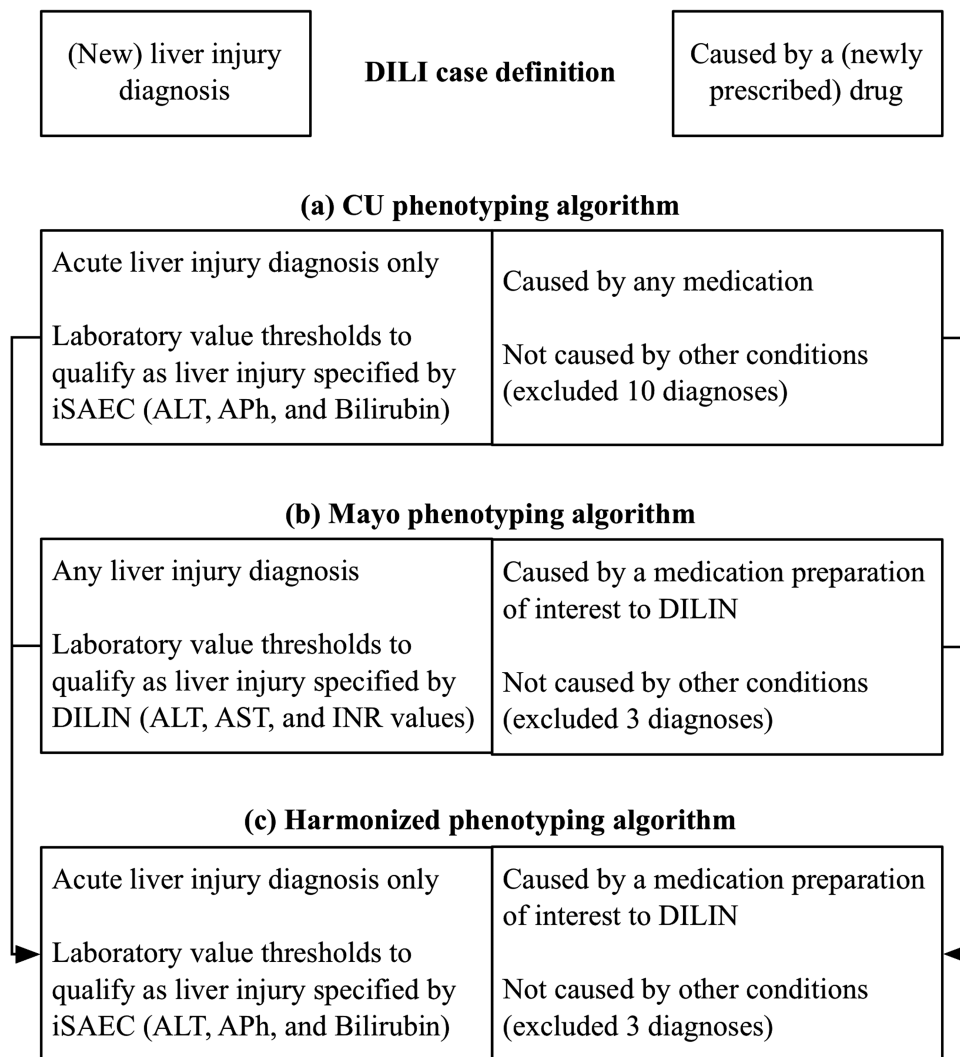 (New) liver injury
diagnosis
DILI case definition
Caused by a (newly
prescribed) drug
(a) CU phenotyping algorithm
Acute liver injury diagnosis only
Laboratory value thresholds to
qualify as liver injury specified by
iSAEC (ALT, APh, and Bilirubin)
Caused by any medication
Not caused by other conditions
(excluded 10 diagnoses)
(b) Mayo phenotyping algorithm
Any liver injury diagnosis
Laboratory value thresholds to
qualify as liver injury specified by
DILIN (ALT, AST, and INR values)
Caused by a medication preparation
of interest to DILIN
Not caused by other conditions
(excluded 3 diagnoses)
(c) Harmonized phenotyping algorithm
Acute liver injury diagnosis only
Laboratory value thresholds to
qualify as liver injury specified by
iSAEC (ALT, APh, and Bilirubin)
Caused by a medication preparation
of interest to DILIN
Not caused by other conditions
(excluded 3 diagnoses)